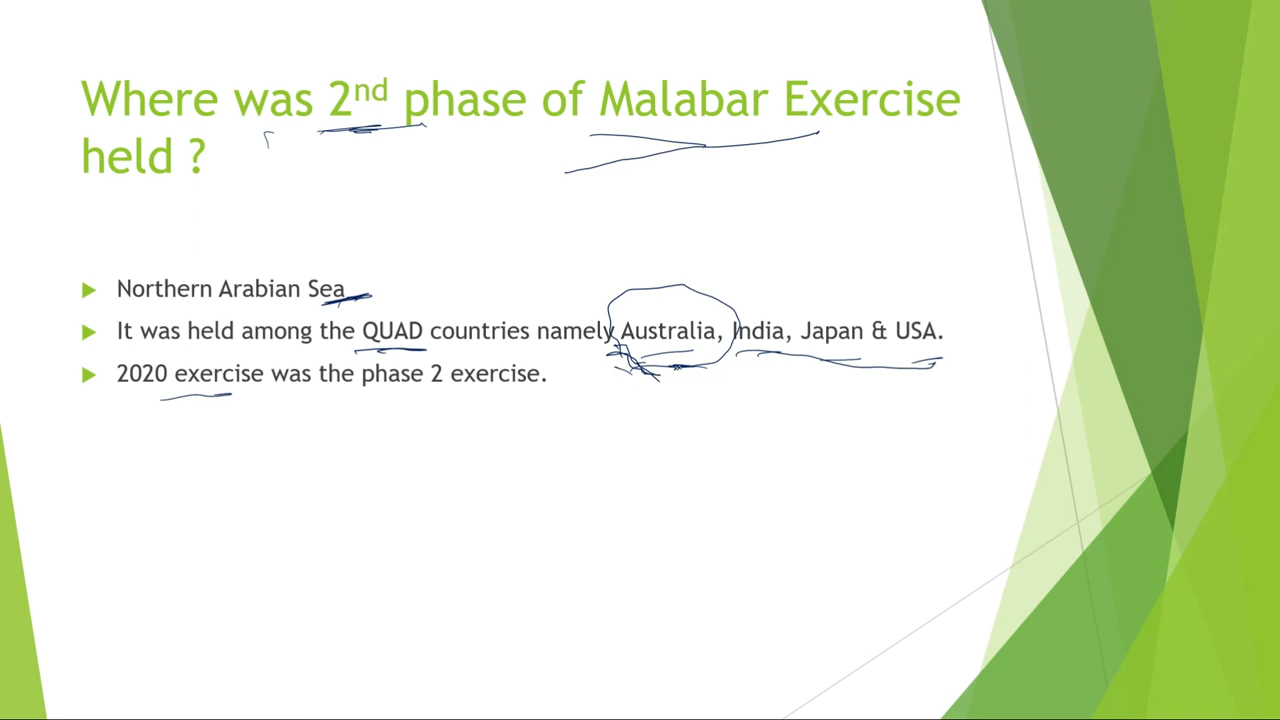 Where was 2nd phase of Malabar Exercise
held ?
Northern Arabian Sea
It was held among the QUAD countries namely Australia, India, Japan & USA.
2020 exercise was the phase 2 exercise.